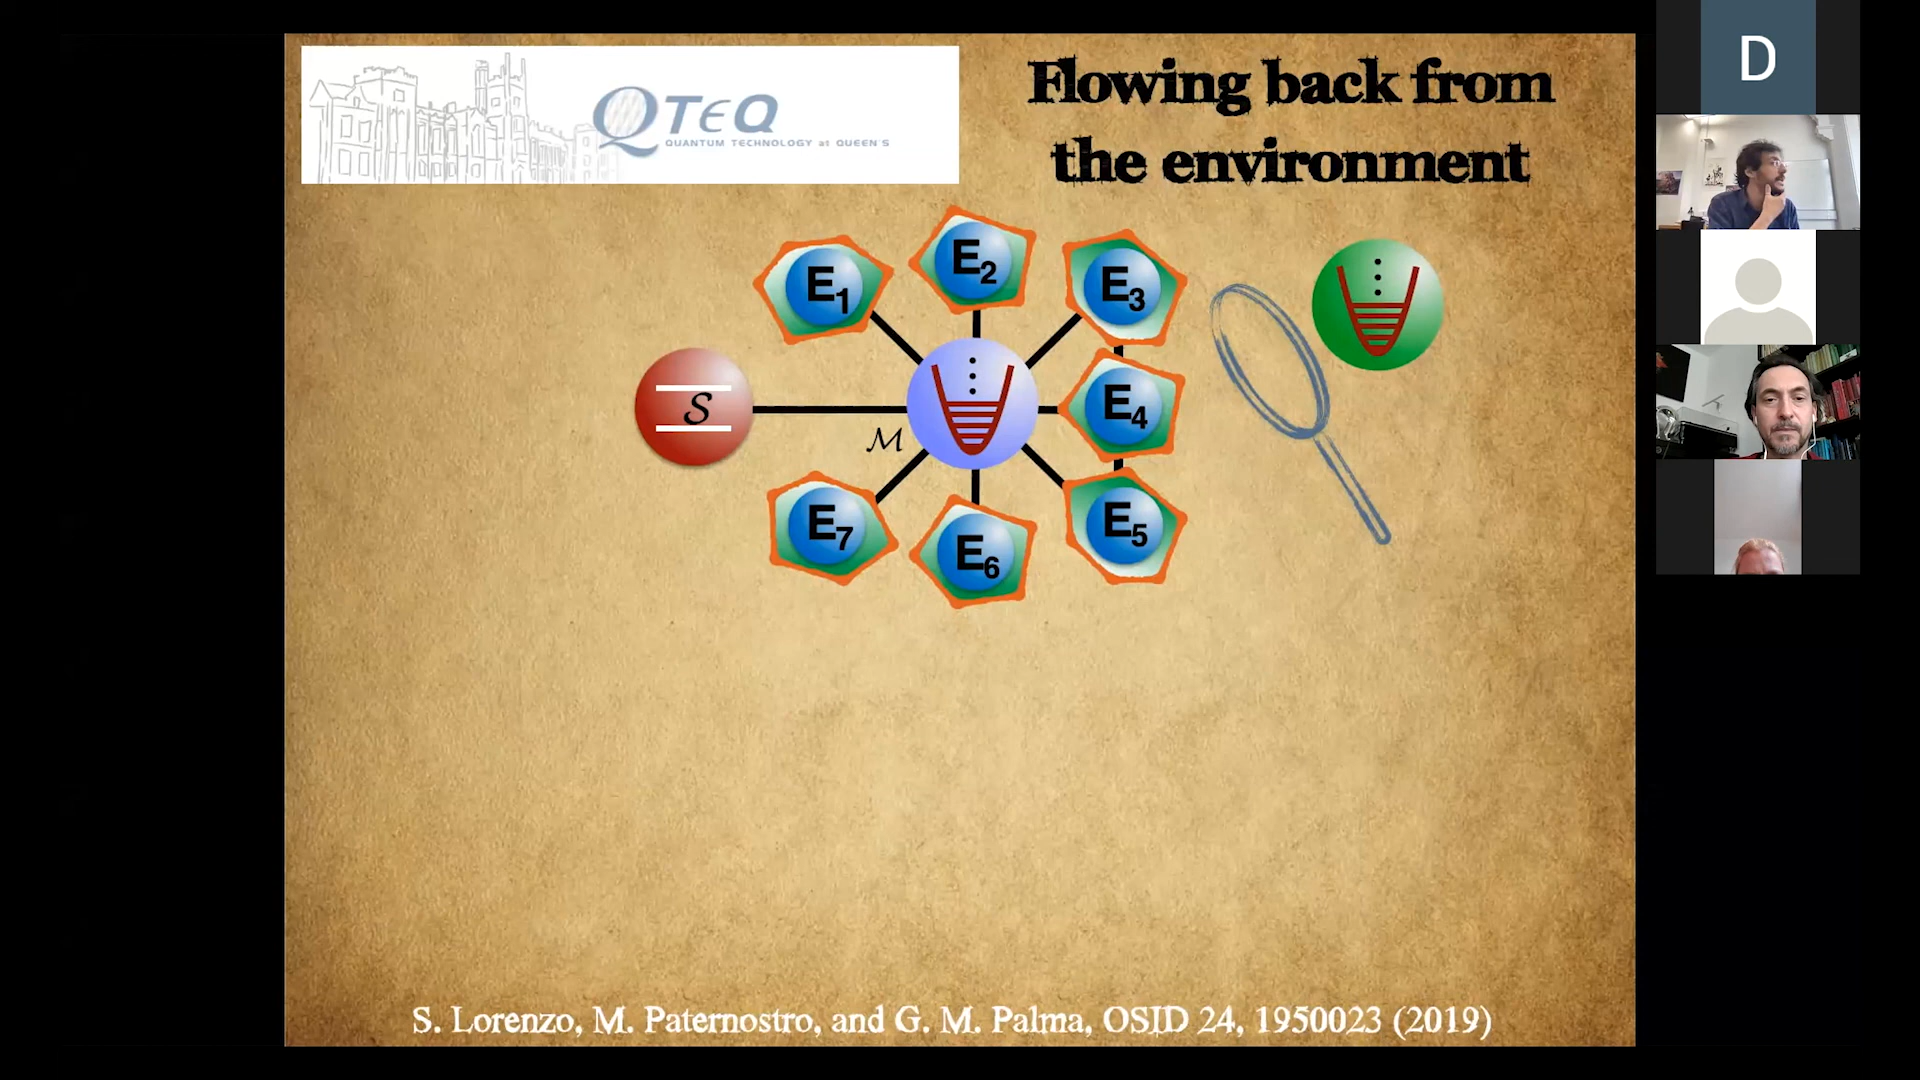 QTEQ
QUANTUM TECHNOLOGY at QUEEN'S
Flowing back from
the environment
D
E1
E2
E3
S
M
E4
E7
E6
E5
S. Lorenzo, M. Paternostro, and G. M. Palma, OSID 24, 1950023 (2019)